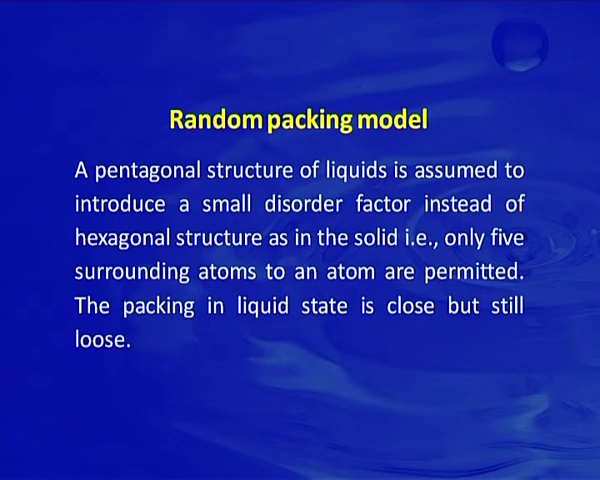 Random packing model
A pentagonal structure of liquids is assumed to
introduce a small disorder factor instead of
hexagonal structure as in the solid i.e., only five
surrounding atoms to an atom are permitted.
The packing in liquid state is close but still
loose.